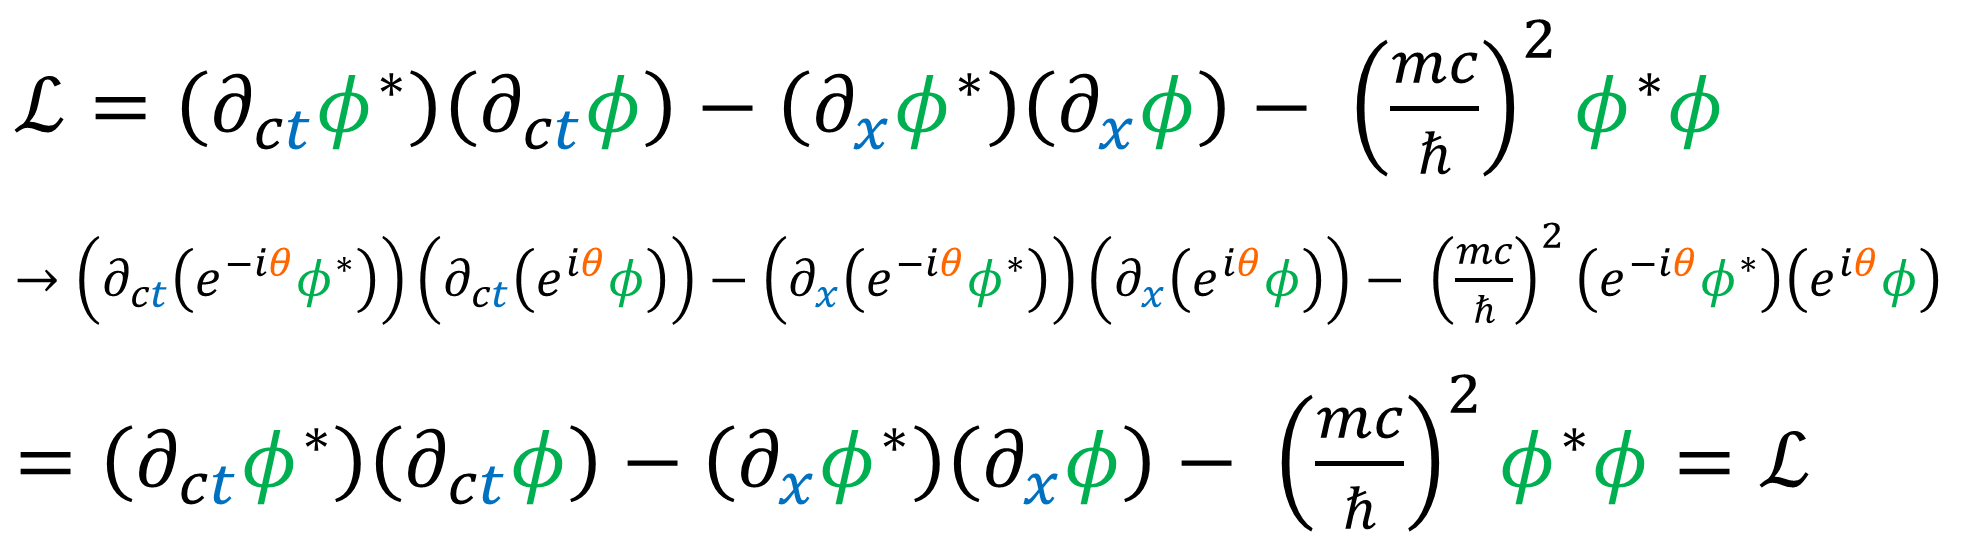 ℒ = (∂_{ct}ϕ^*)(∂_{ct}ϕ) − (∂_xϕ^*)(∂_xϕ) − (mc/ħ)^2 ϕ^*ϕ
→ (∂_{ct}(e^{−iθ}ϕ^*))(∂_{ct}(e^{iθ}ϕ)) − (∂_x(e^{−iθ}ϕ^*))(∂_x(e^{iθ}ϕ)) − (mc/ħ)^2 (e^{−iθ}ϕ^*)(e^{iθ}ϕ)
= (∂_{ct}ϕ^*)(∂_{ct}ϕ) − (∂_xϕ^*)(∂_xϕ) − (mc/ħ)^2 ϕ^*ϕ = ℒ